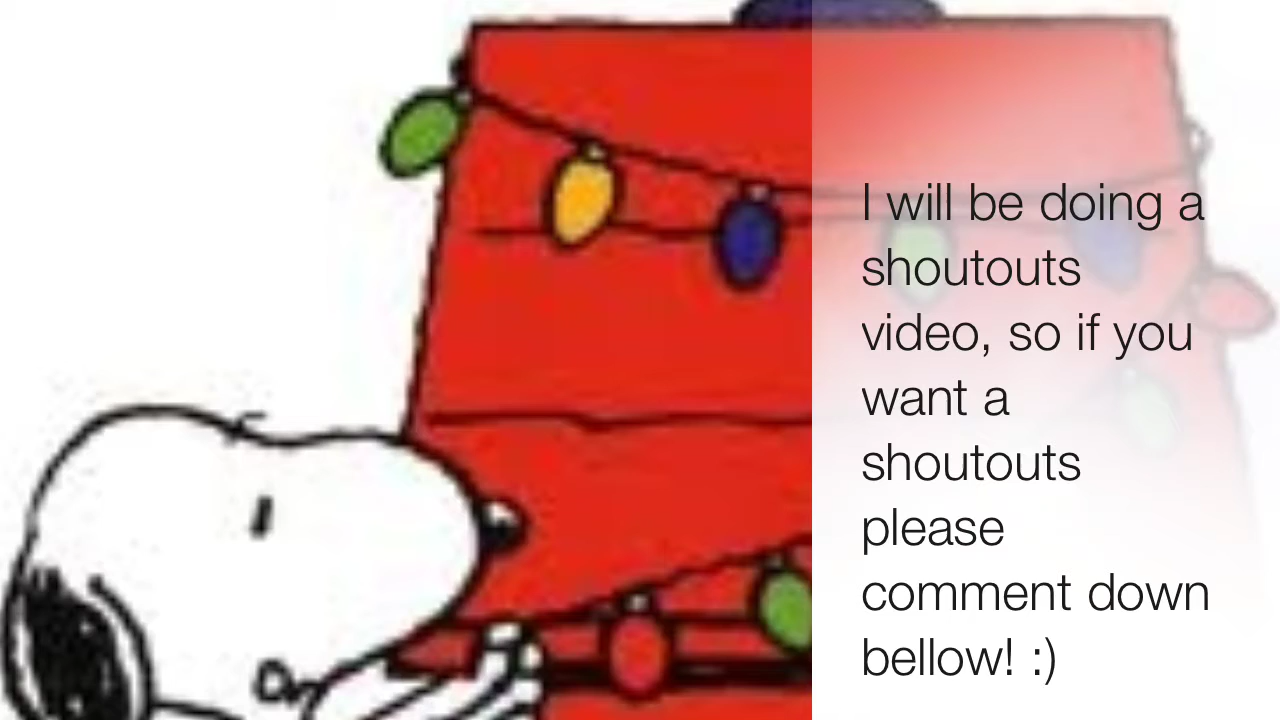 I will be doing a
shoutouts
video, so if you
want a
shoutouts
please
comment down
bellow! :)